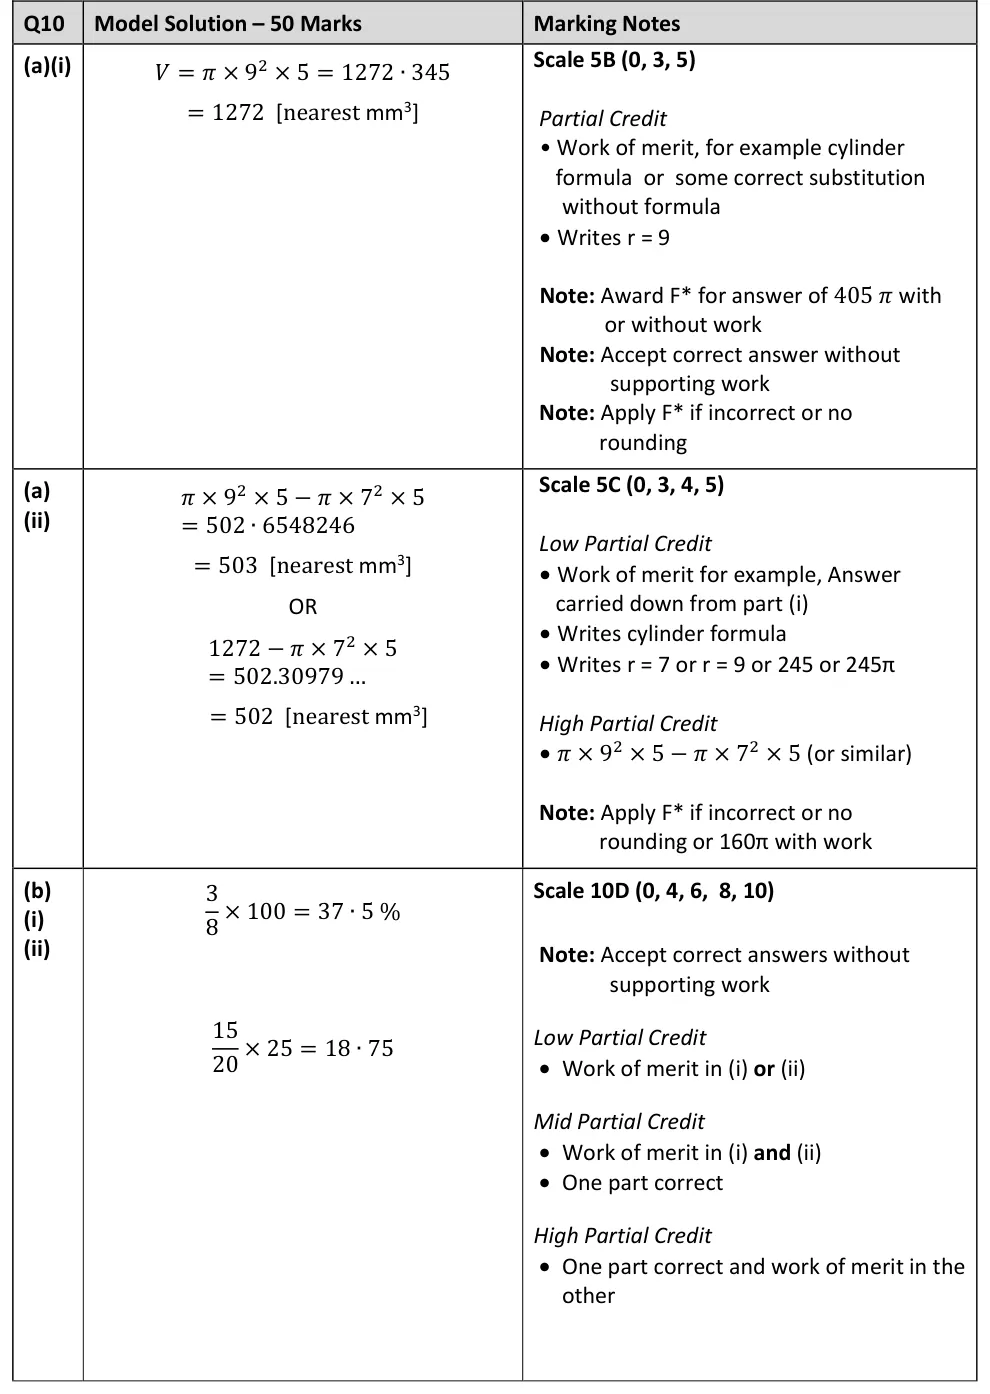 Q10 Model Solution – 50 Marks Marking Notes
(a)(i)
V = π × 9² × 5 = 1272 · 345
= 1272 [nearest mm³]
Scale 5B (0, 3, 5)
Partial Credit
• Work of merit, for example cylinder
formula or some correct substitution
without formula
• Writes r = 9
Note: Award F* for answer of 405 π with
or without work
Note: Accept correct answer without
supporting work
Note: Apply F* if incorrect or no
rounding
(a)
(ii)
π × 9² × 5 − π × 7² × 5
= 502 · 6548246
= 503 [nearest mm³]
OR
1272 − π × 7² × 5
= 502.30979 …
= 502 [nearest mm³]
Scale 5C (0, 3, 4, 5)
Low Partial Credit
• Work of merit for example, Answer
carried down from part (i)
• Writes cylinder formula
• Writes r = 7 or r = 9 or 245 or 245π
High Partial Credit
• π × 9² × 5 − π × 7² × 5 (or similar)
Note: Apply F* if incorrect or no
rounding or 160π with work
(b)
(i)
(ii)
3/8 × 100 = 37 · 5 %
15/20 × 25 = 18 · 75
Scale 10D (0, 4, 6, 8, 10)
Note: Accept correct answers without
supporting work
Low Partial Credit
• Work of merit in (i) or (ii)
Mid Partial Credit
• Work of merit in (i) and (ii)
• One part correct
High Partial Credit
• One part correct and work of merit in the
other